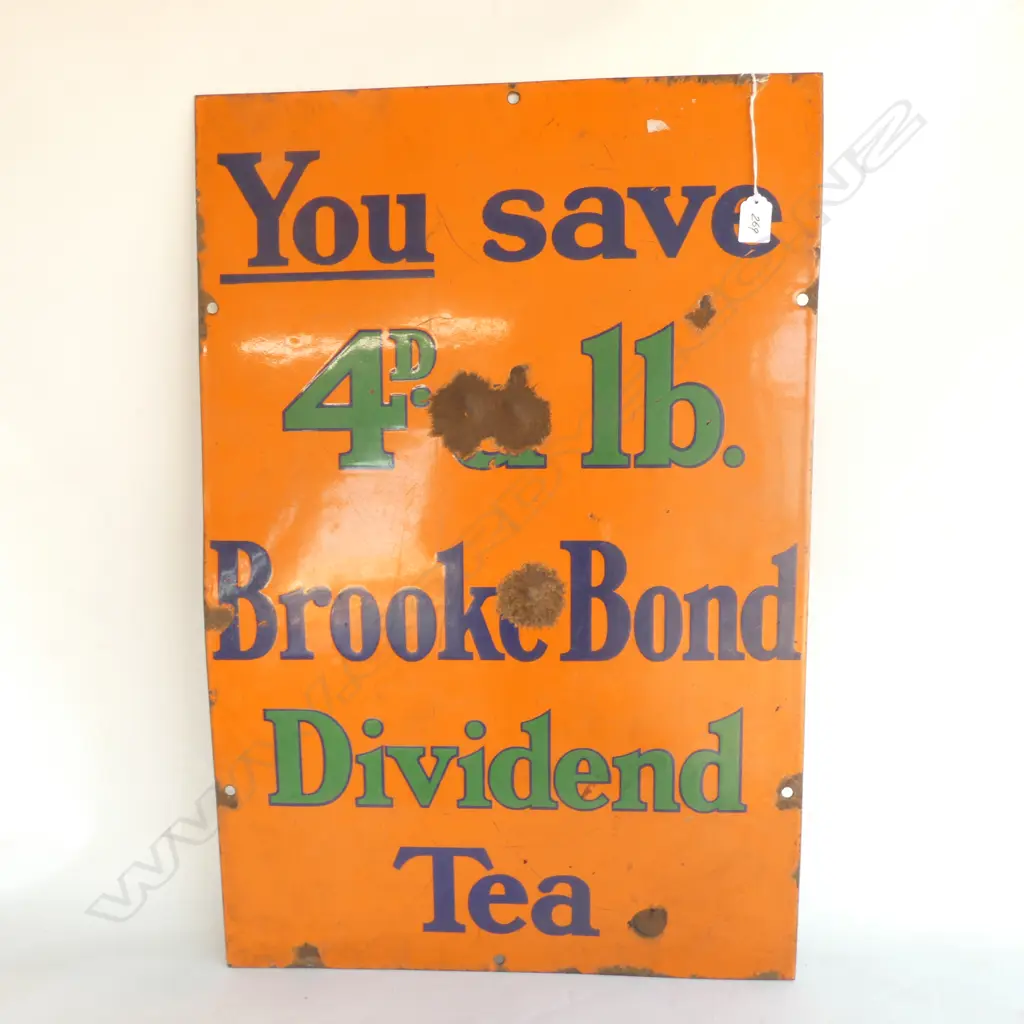 You save
4D. a lb.
Brooke Bond
Dividend
Tea
269